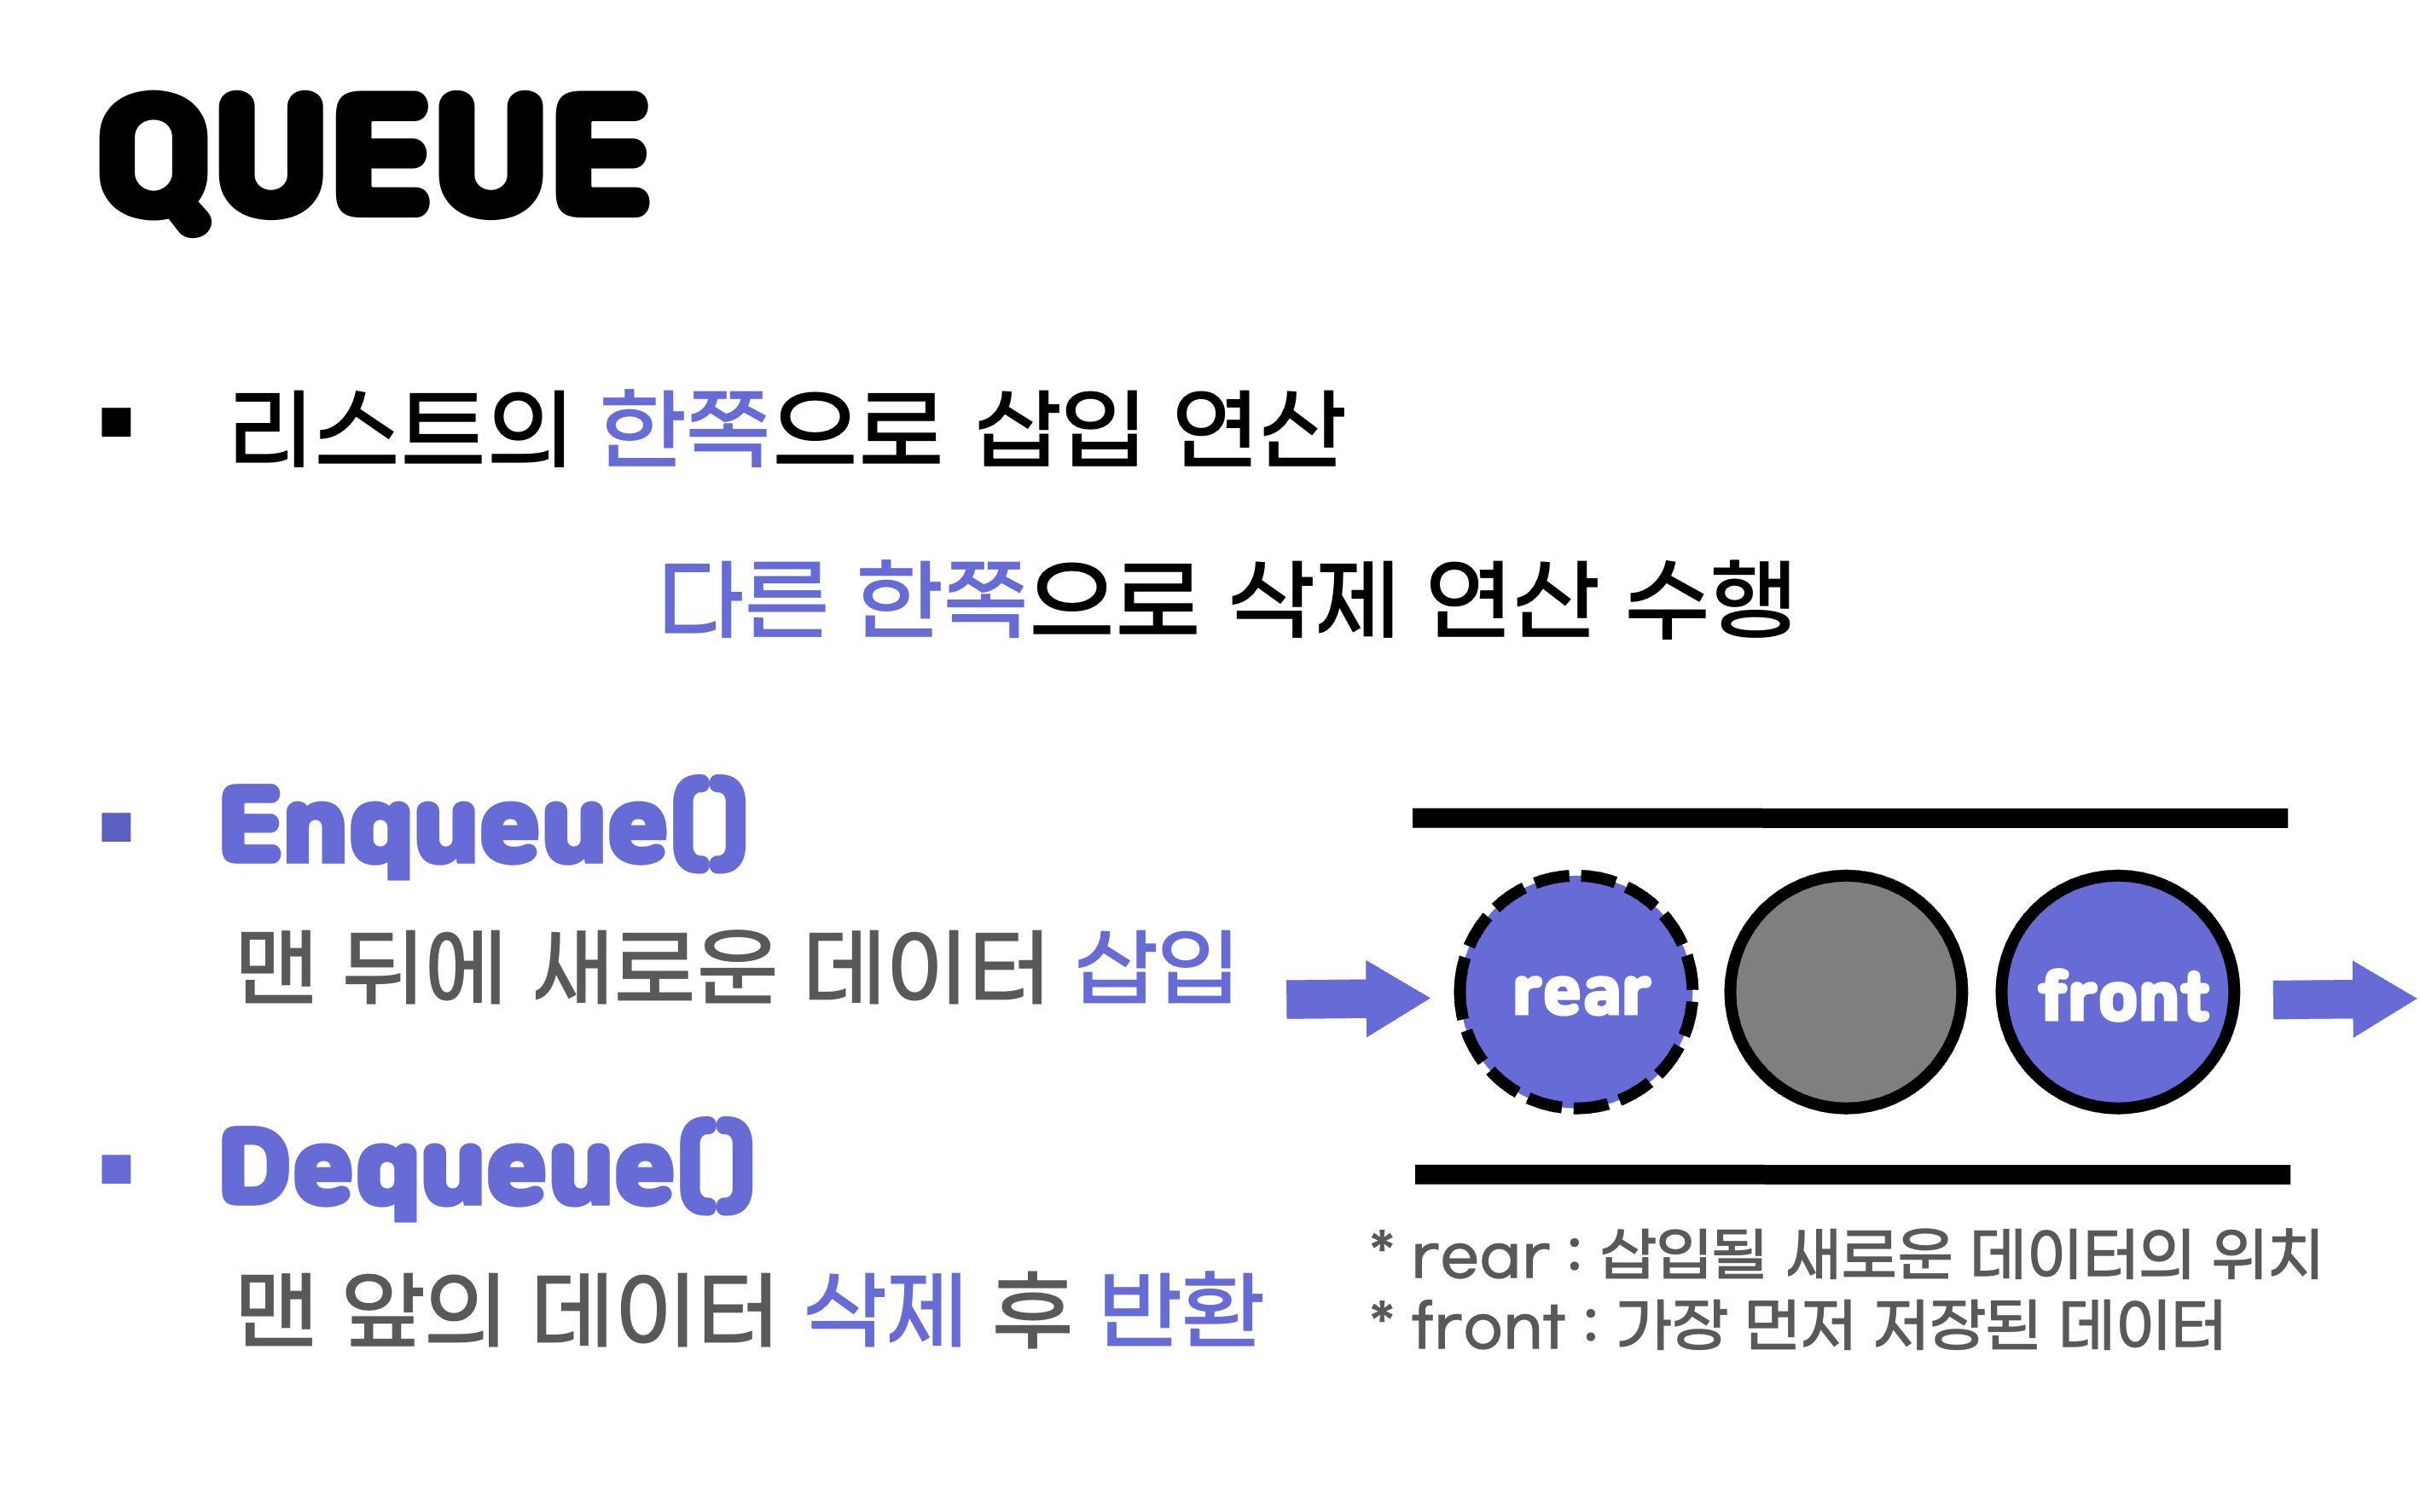 QUEUE
▪ 리스트의 한쪽으로 삽입 연산
다른 한쪽으로 삭제 연산 수행
▪ Enqueue()
맨 뒤에 새로운 데이터 삽입
rear
front
▪ Dequeue()
맨 앞의 데이터 삭제 후 반환
* rear : 삽입될 새로운 데이터의 위치
* front : 가장 먼저 저장된 데이터